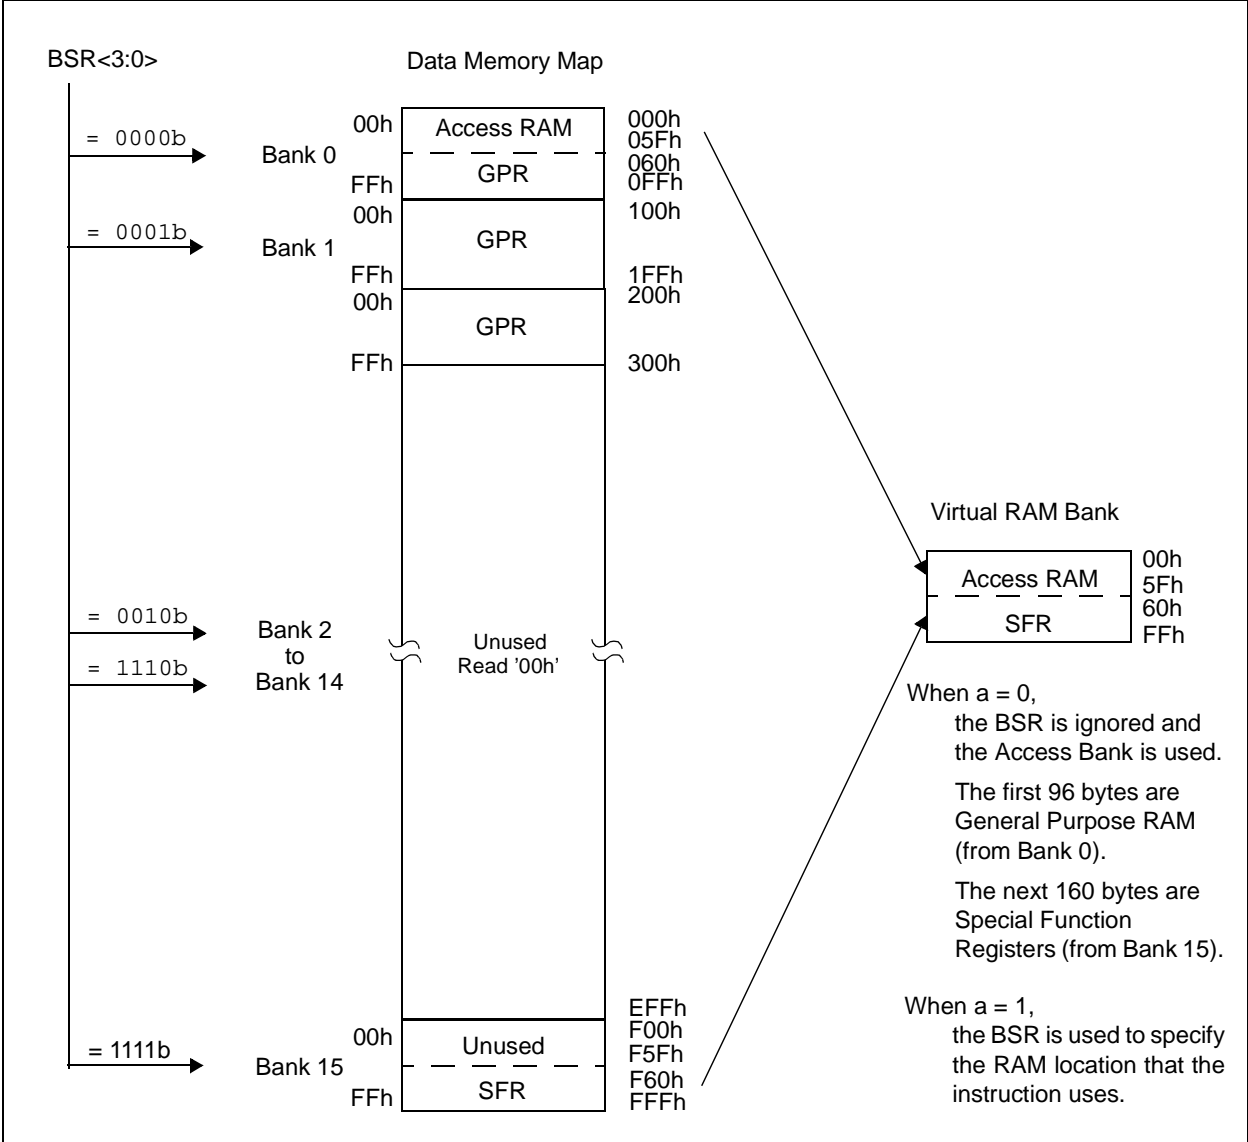 BSR<3:0>
Data Memory Map
= 0000b
Bank 0
00h
Access RAM
000h
05Fh
060h
FFh
GPR
0FFh
= 0001b
Bank 1
00h
GPR
100h
FFh
1FFh
00h
GPR
200h
FFh
300h
= 0010b
Bank 2
to
= 1110b
Bank 14
Unused
Read '00h'
Virtual RAM Bank
Access RAM
00h
5Fh
SFR
60h
FFh
When a = 0,
the BSR is ignored and
the Access Bank is used.
The first 96 bytes are
General Purpose RAM
(from Bank 0).
The next 160 bytes are
Special Function
Registers (from Bank 15).
When a = 1,
the BSR is used to specify
the RAM location that the
instruction uses.
EFFh
= 1111b
Bank 15
00h
Unused
F00h
F5Fh
F60h
FFh
SFR
FFFh